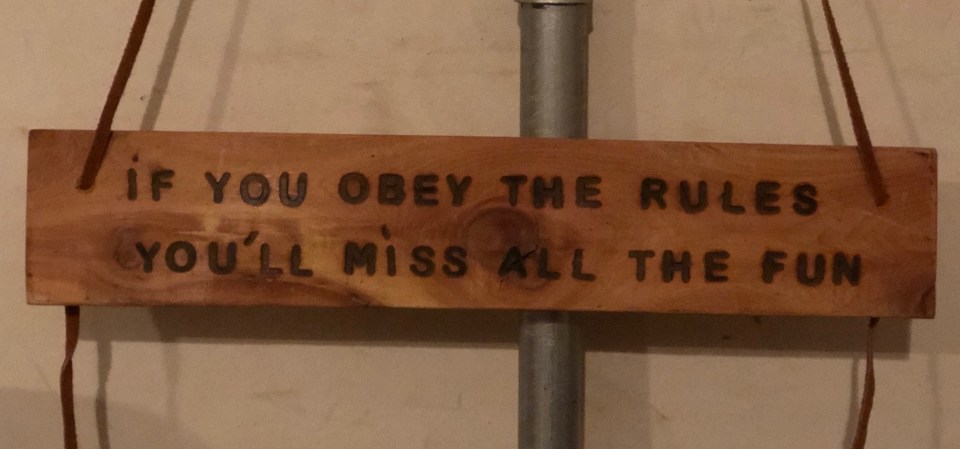 iF YOU OBEY THE RULES
YOU'LL MiSS ALL THE FUN